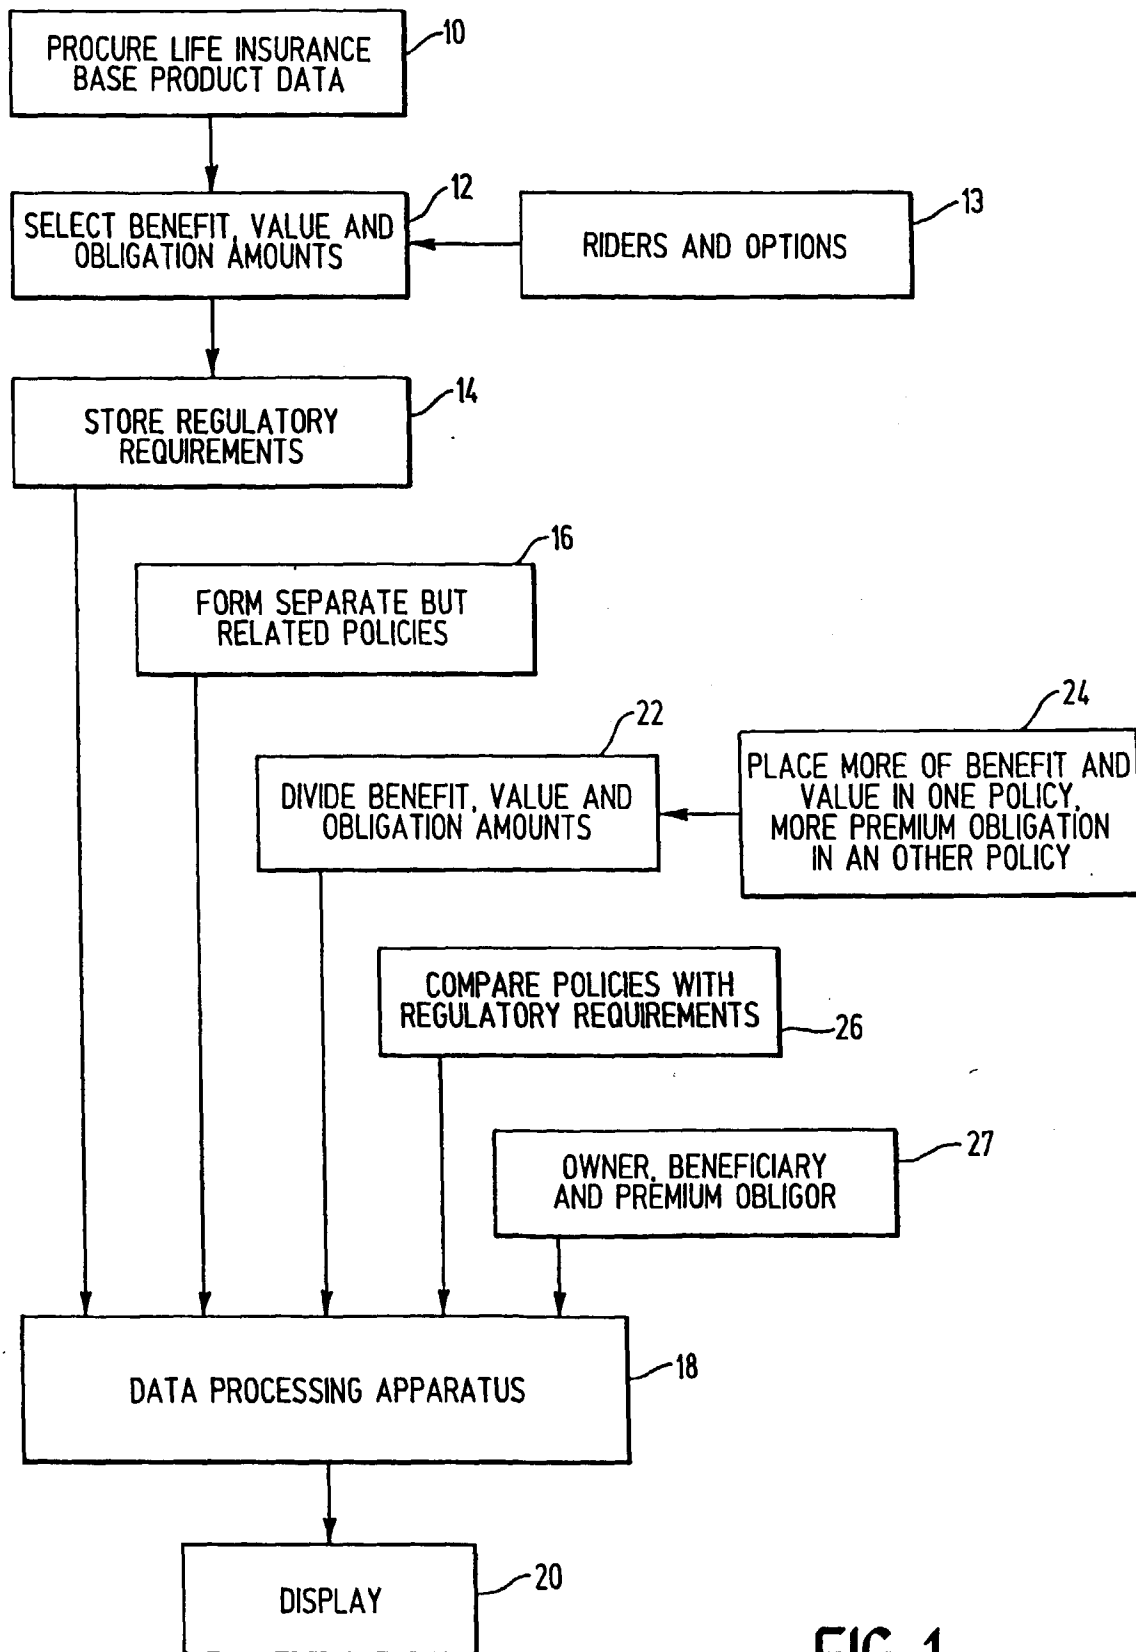 10
PROCURE LIFE INSURANCE
BASE PRODUCT DATA
12
SELECT BENEFIT, VALUE AND
OBLIGATION AMOUNTS
13
RIDERS AND OPTIONS
14
STORE REGULATORY
REQUIREMENTS
16
FORM SEPARATE BUT
RELATED POLICIES
22
DIVIDE BENEFIT, VALUE AND
OBLIGATION AMOUNTS
24
PLACE MORE OF BENEFIT AND
VALUE IN ONE POLICY,
MORE PREMIUM OBLIGATION
IN AN OTHER POLICY
COMPARE POLICIES WITH
REGULATORY REQUIREMENTS
26
27
OWNER, BENEFICIARY
AND PREMIUM OBLIGOR
DATA PROCESSING APPARATUS
18
DISPLAY
20
FIG. 1